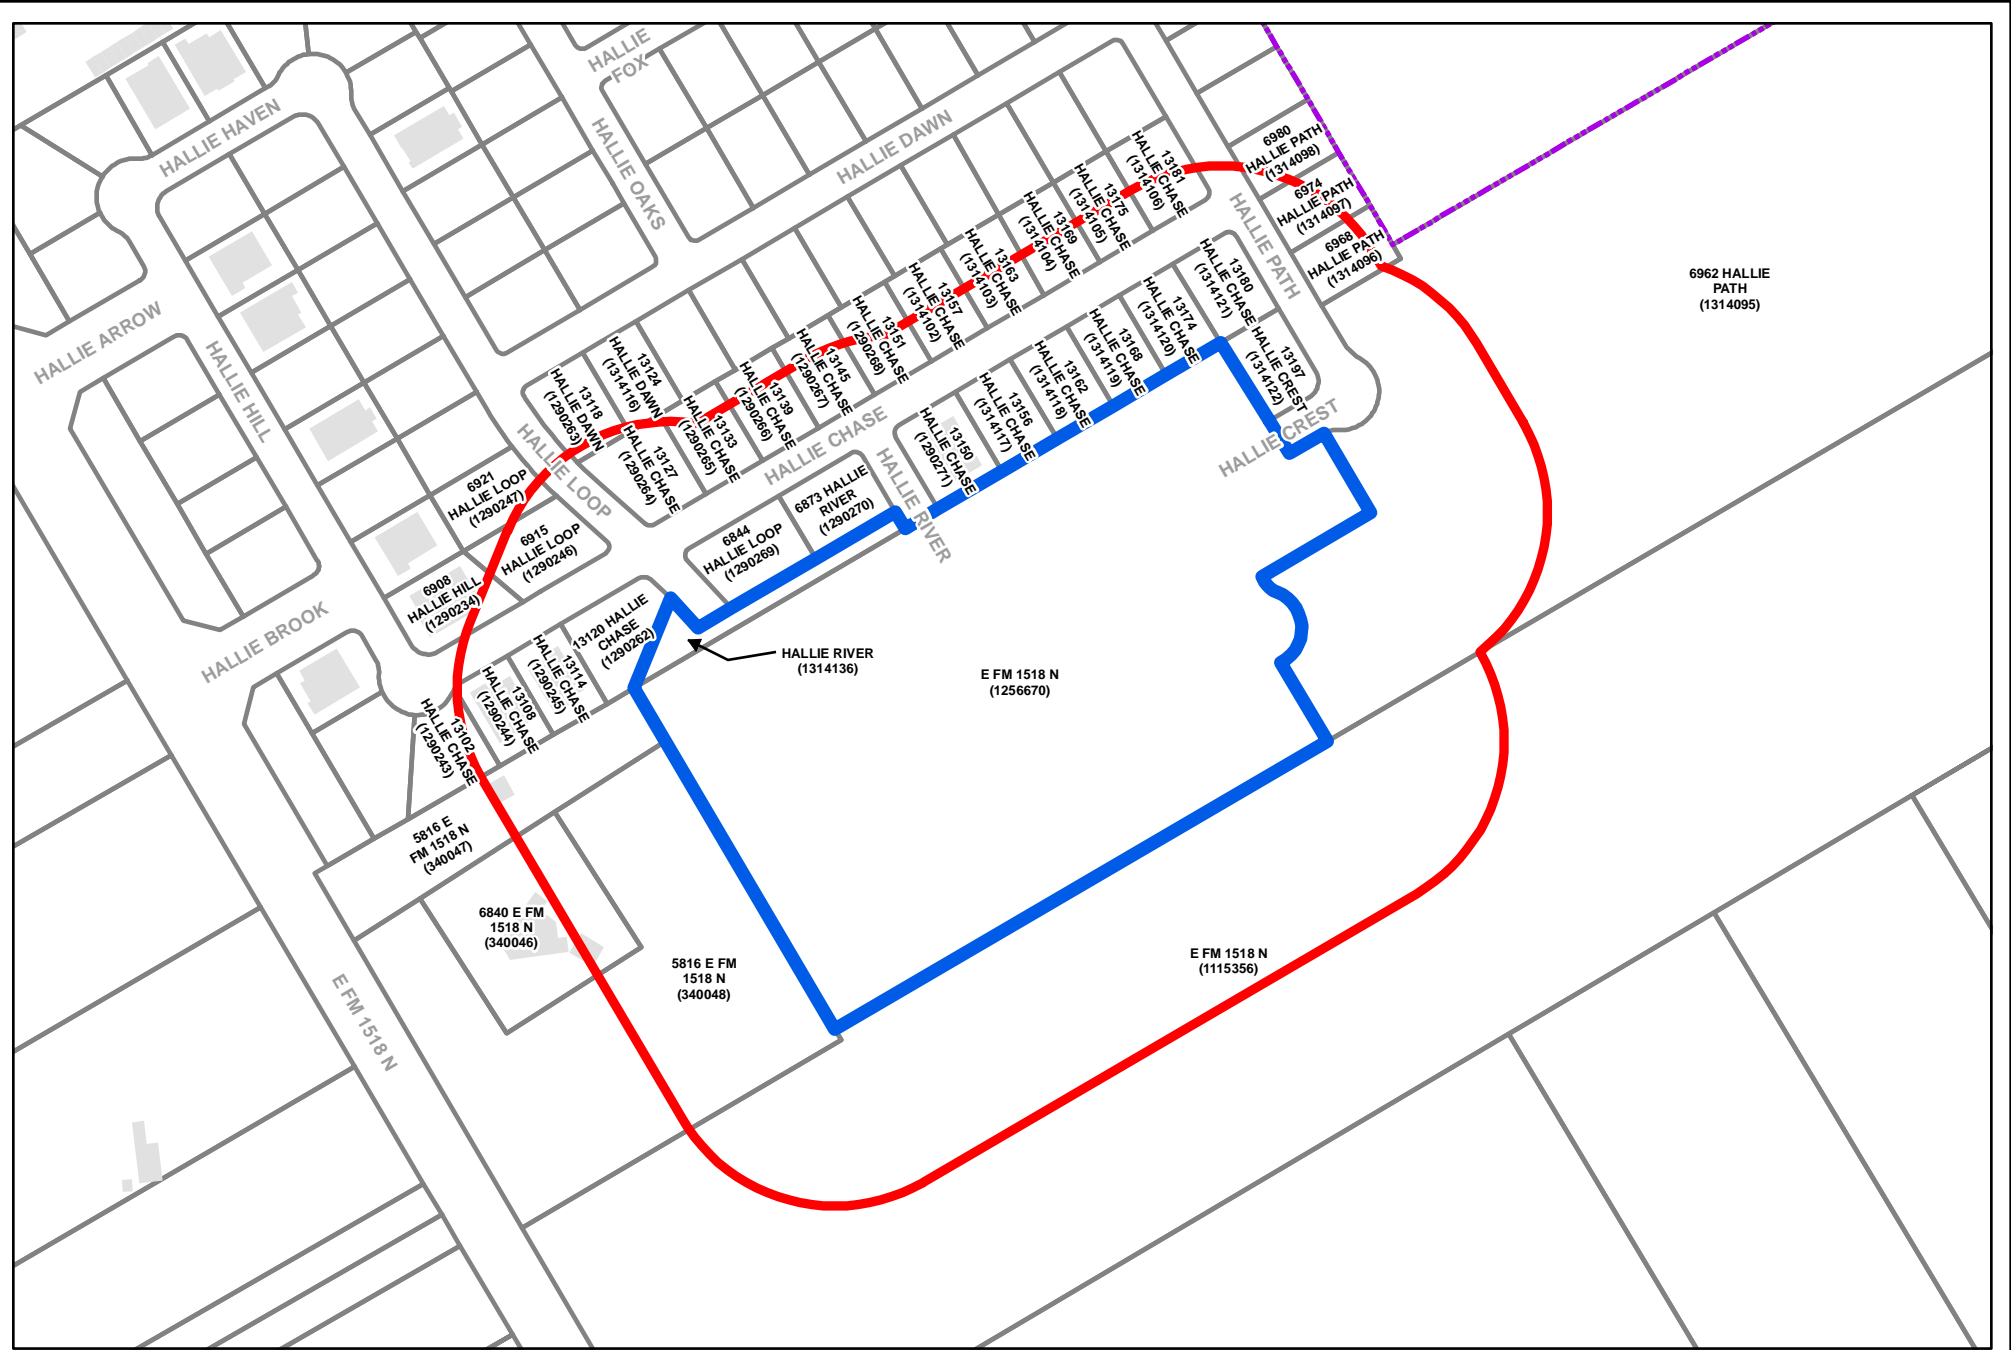 HALLIE
FOX
HALLIE HAVEN
HALLIE OAKS
HALLIE DAWN
HALLIE ARROW
HALLIE HILL
HALLIE PATH
HALLIE LOOP
HALLIE CHASE
HALLIE RIVER
HALLIE CREST
HALLIE BROOK
E FM 1518 N
6980
HALLIE PATH
(1314098)
6974
HALLIE PATH
(1314097)
6968
HALLIE PATH
(1314096)
6962 HALLIE
PATH
(1314095)
13181
HALLIE CHASE
(1314106)
13175
HALLIE CHASE
(1314105)
13169
HALLIE CHASE
(1314104)
13163
HALLIE CHASE
(1314103)
13157
HALLIE CHASE
(1314102)
13151
HALLIE CHASE
(1290268)
13145
HALLIE CHASE
(1290267)
13139
HALLIE CHASE
(1290266)
13133
HALLIE CHASE
(1290265)
13127
HALLIE CHASE
(1290264)
13124
HALLIE DAWN
(1314116)
13118
HALLIE DAWN
(1290263)
13180
HALLIE CHASE
(1314121)
13197
HALLIE CREST
(1314122)
13174
HALLIE CHASE
(1314120)
13168
HALLIE CHASE
(1314119)
13162
HALLIE CHASE
(1314118)
13156
HALLIE CHASE
(1314117)
13150
HALLIE CHASE
(1290271)
6873 HALLIE
RIVER
(1290270)
6844
HALLIE LOOP
(1290269)
6921
HALLIE LOOP
(1290247)
6915
HALLIE LOOP
(1290246)
6908
HALLIE HILL
(1290234)
13120 HALLIE
CHASE
(1290262)
13114
HALLIE CHASE
(1290245)
13108
HALLIE CHASE
(1290244)
13102
HALLIE CHASE
(1290243)
HALLIE RIVER
(1314136)
E FM 1518 N
(1256670)
5816 E
FM 1518 N
(340047)
6840 E FM
1518 N
(340046)
5816 E FM
1518 N
(340048)
E FM 1518 N
(1115356)